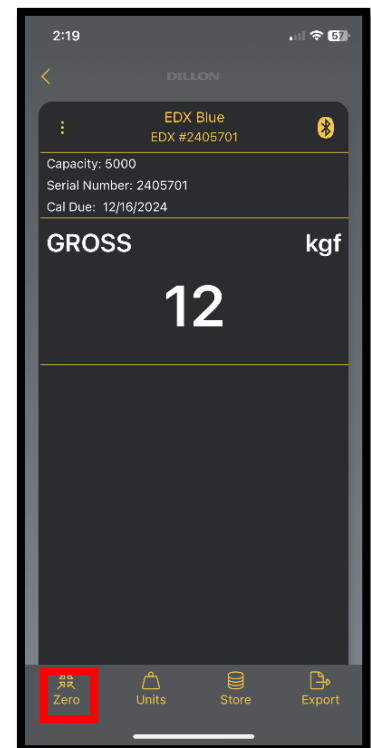 2:19 57
DILLON
EDX Blue
EDX #2405701
Capacity: 5000
Serial Number: 2405701
Cal Due: 12/16/2024
GROSS kgf
12
Zero Units Store Export